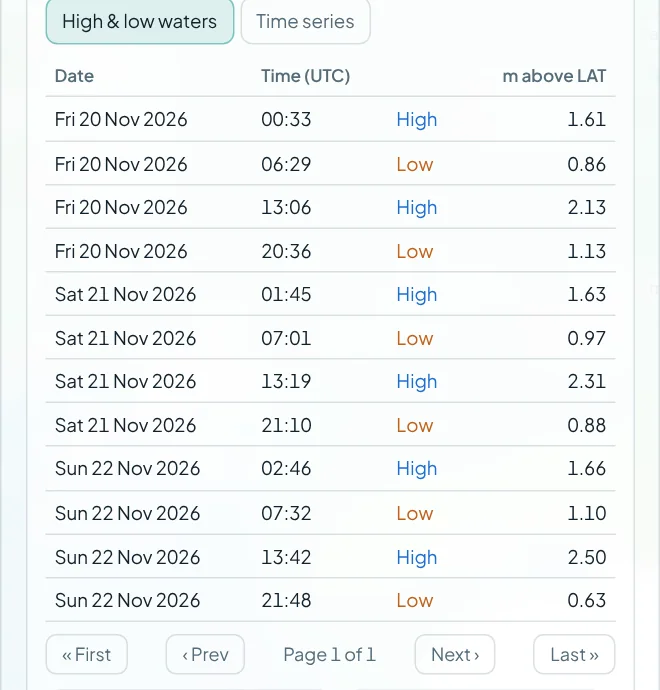 High & low waters Time series
Date Time (UTC) m above LAT
Fri 20 Nov 2026 00:33 High 1.61
Fri 20 Nov 2026 06:29 Low 0.86
Fri 20 Nov 2026 13:06 High 2.13
Fri 20 Nov 2026 20:36 Low 1.13
Sat 21 Nov 2026 01:45 High 1.63
Sat 21 Nov 2026 07:01 Low 0.97
Sat 21 Nov 2026 13:19 High 2.31
Sat 21 Nov 2026 21:10 Low 0.88
Sun 22 Nov 2026 02:46 High 1.66
Sun 22 Nov 2026 07:32 Low 1.10
Sun 22 Nov 2026 13:42 High 2.50
Sun 22 Nov 2026 21:48 Low 0.63
« First ‹ Prev Page 1 of 1 Next › Last »